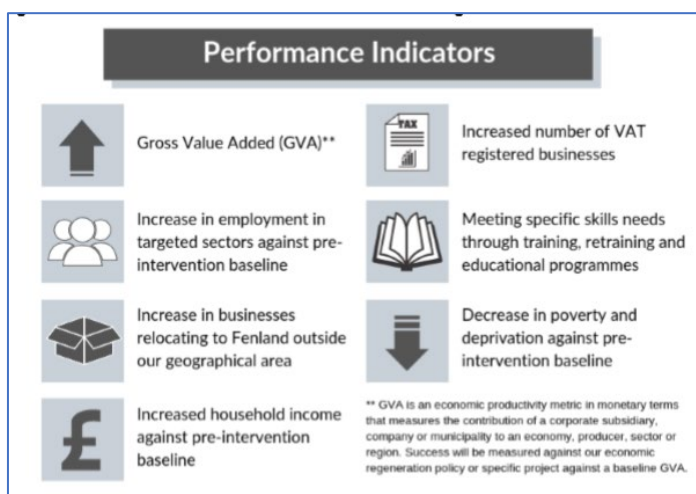 Performance Indicators
Gross Value Added (GVA)**
Increase in employment in
targeted sectors against pre-
intervention baseline
Increase in businesses
relocating to Fenland outside
our geographical area
Increased household income
against pre-intervention
baseline
TAX
Increased number of VAT
registered businesses
Meeting specific skills needs
through training, retraining and
educational programmes
Decrease in poverty and
deprivation against pre-
intervention baseline
** GVA is an economic productivity metric in monetary terms
that measures the contribution of a corporate subsidiary,
company or municipality to an economy, producer, sector or
region. Success will be measured against our economic
regeneration policy or specific project against a baseline GVA.
£